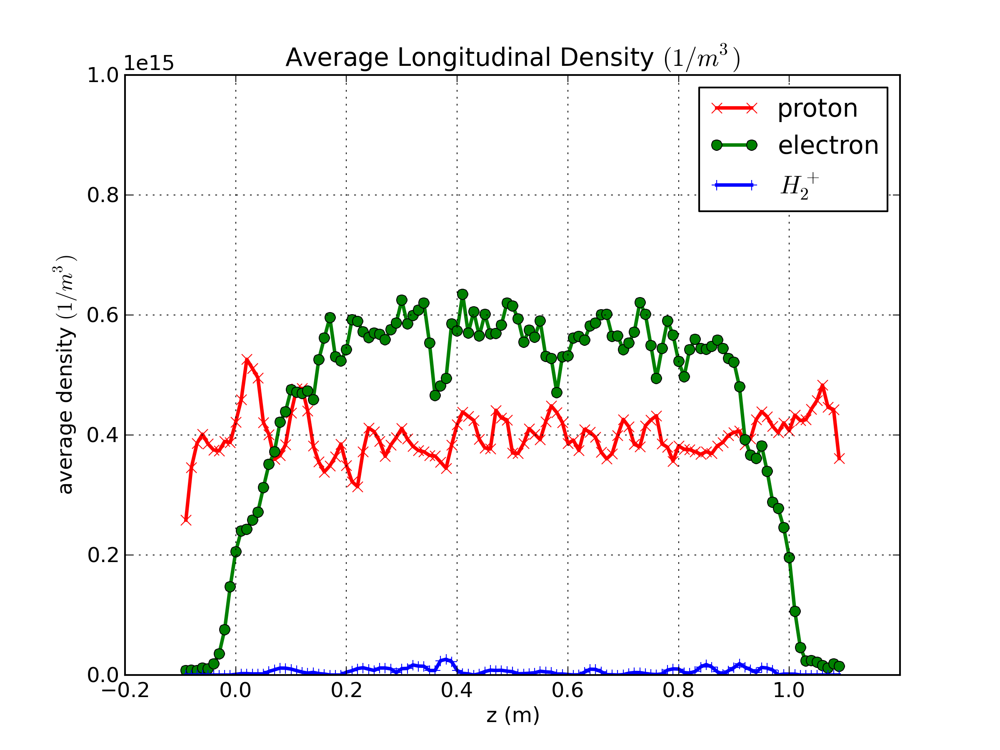 Average Longitudinal Density (1/m³)
1e15
1.0
0.8
0.6
0.4
0.2
0.0
average density (1/m³)
proton
electron
H₂⁺
−0.2 0.0 0.2 0.4 0.6 0.8 1.0
z (m)